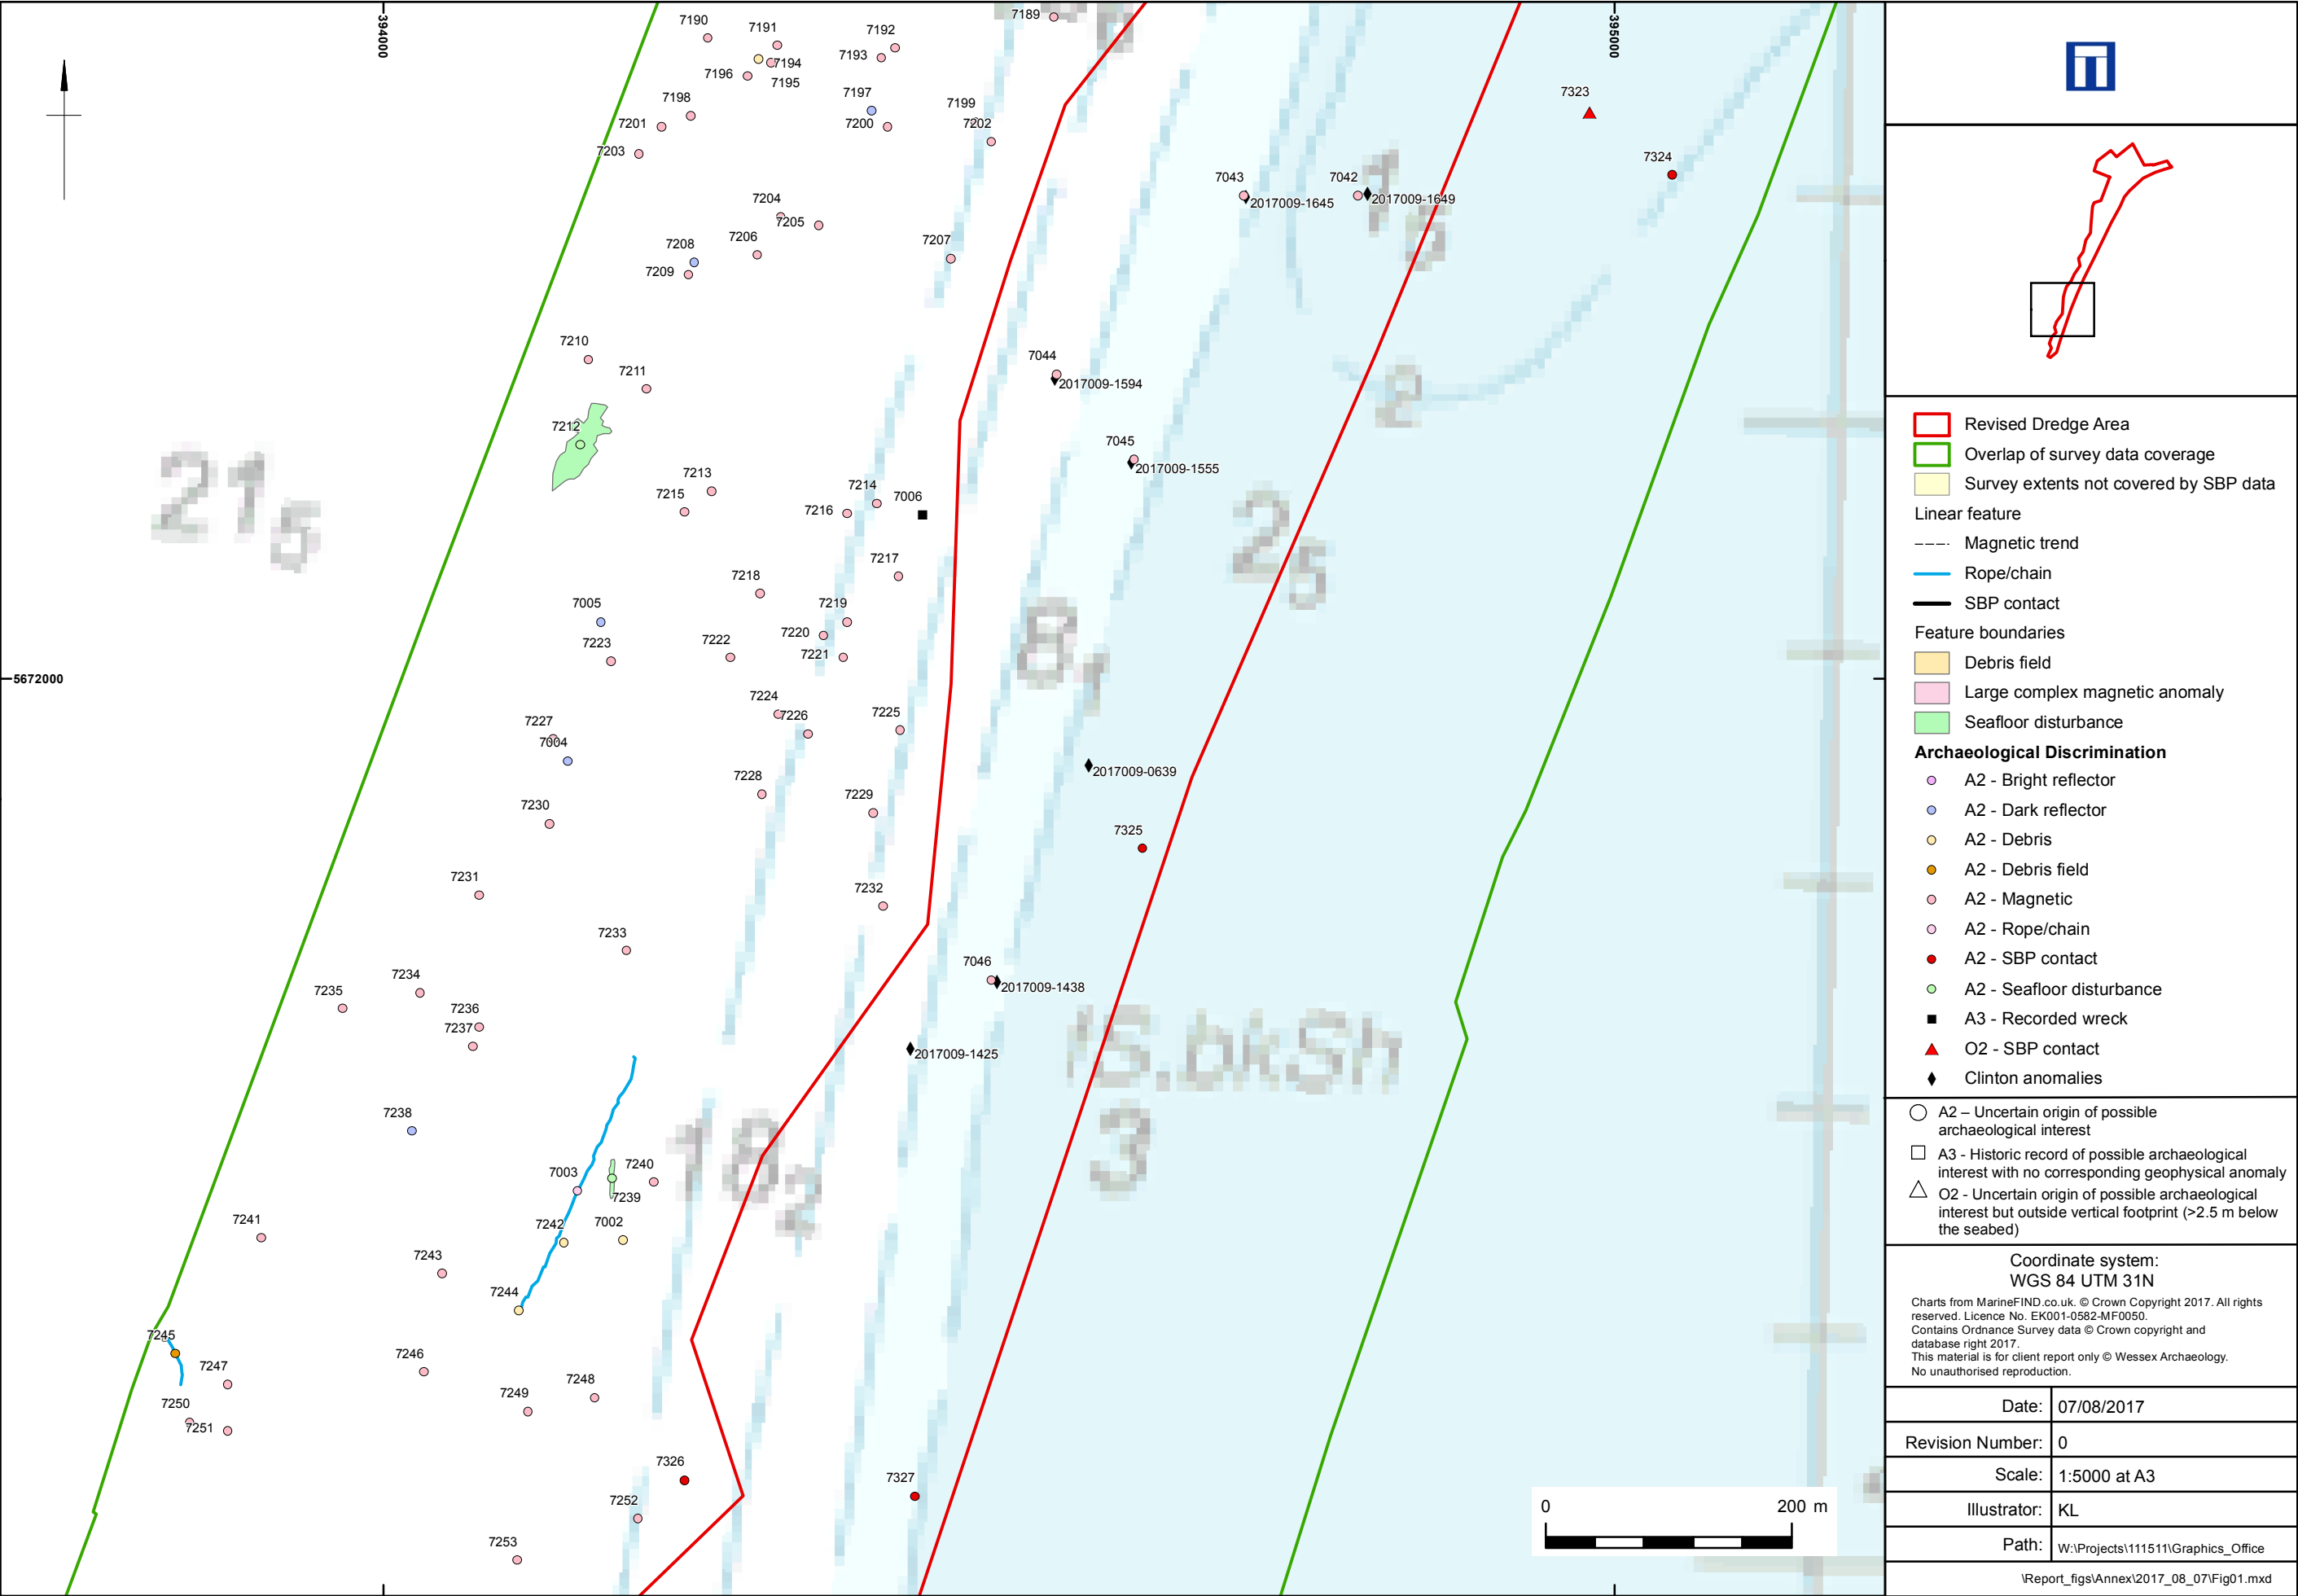 394000
395000
7189
7190
7191
7192
7193
7194
7196
7195
7197
7198
7199
7200
7201
7202
7203
7323
7324
7043
2017009-1645
7042
2017009-1649
1 5
7204
7205
7206
7207
7208
7209
7210
7211
7044
2017009-1594
2
7212
7045
2017009-1555
21 5
7213
7214
7215
7216
7006
2 5
7217
7218
7005
7219
7220
7221
7222
7223
8 1
5672000
7224
7226
7225
7227
7004
2017009-0639
7228
7229
7230
7325
7231
7232
7233
7046
2017009-1438
7234
7235
7236
7237
2017009-1425
15.bkSh
3
7238
18 2
7003
7240
7239
7241
7242
7002
7243
7244
7245
7246
7247
7248
7249
7250
7251
7326
7327
7252
7253
0 200 m
Revised Dredge Area
Overlap of survey data coverage
Survey extents not covered by SBP data
Linear feature
Magnetic trend
Rope/chain
SBP contact
Feature boundaries
Debris field
Large complex magnetic anomaly
Seafloor disturbance
Archaeological Discrimination
A2 - Bright reflector
A2 - Dark reflector
A2 - Debris
A2 - Debris field
A2 - Magnetic
A2 - Rope/chain
A2 - SBP contact
A2 - Seafloor disturbance
A3 - Recorded wreck
O2 - SBP contact
Clinton anomalies
A2 – Uncertain origin of possible
archaeological interest
A3 - Historic record of possible archaeological
interest with no corresponding geophysical anomaly
O2 - Uncertain origin of possible archaeological
interest but outside vertical footprint (>2.5 m below
the seabed)
Coordinate system:
WGS 84 UTM 31N
Charts from MarineFIND.co.uk. © Crown Copyright 2017. All rights
reserved. Licence No. EK001-0582-MF0050.
Contains Ordnance Survey data © Crown copyright and
database right 2017.
This material is for client report only © Wessex Archaeology.
No unauthorised reproduction.
Date: 07/08/2017
Revision Number: 0
Scale: 1:5000 at A3
Illustrator: KL
Path: W:\Projects\111511\Graphics_Office
\Report_figs\Annex\2017_08_07\Fig01.mxd